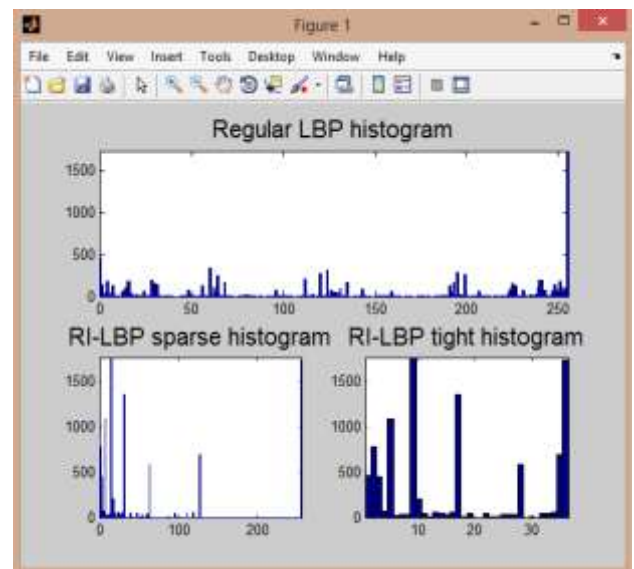 Figure 1
File Edit View Insert Tools Desktop Window Help
Regular LBP histogram
1500
1000
500
0
0 50 100 150 200 250
RI-LBP sparse histogram RI-LBP tight histogram
1500 1500
1000 1000
500 500
0 0
0 100 200 10 20 30